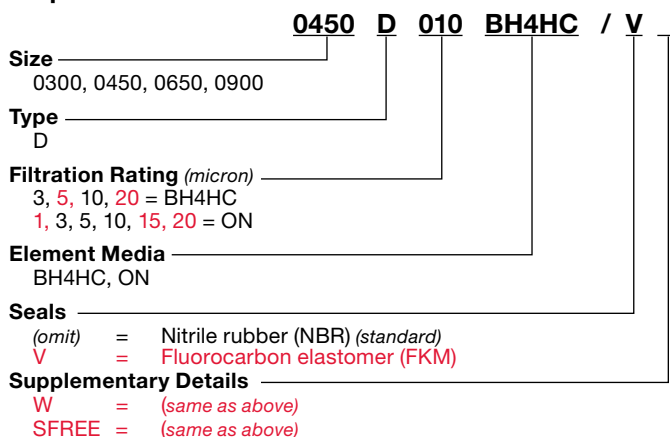 0450 D 010 BH4HC / V
Size
0300, 0450, 0650, 0900
Type
D
Filtration Rating (micron)
3, 5, 10, 20 = BH4HC
1, 3, 5, 10, 15, 20 = ON
Element Media
BH4HC, ON
Seals
(omit) = Nitrile rubber (NBR) (standard)
V = Fluorocarbon elastomer (FKM)
Supplementary Details
W = (same as above)
SFREE = (same as above)